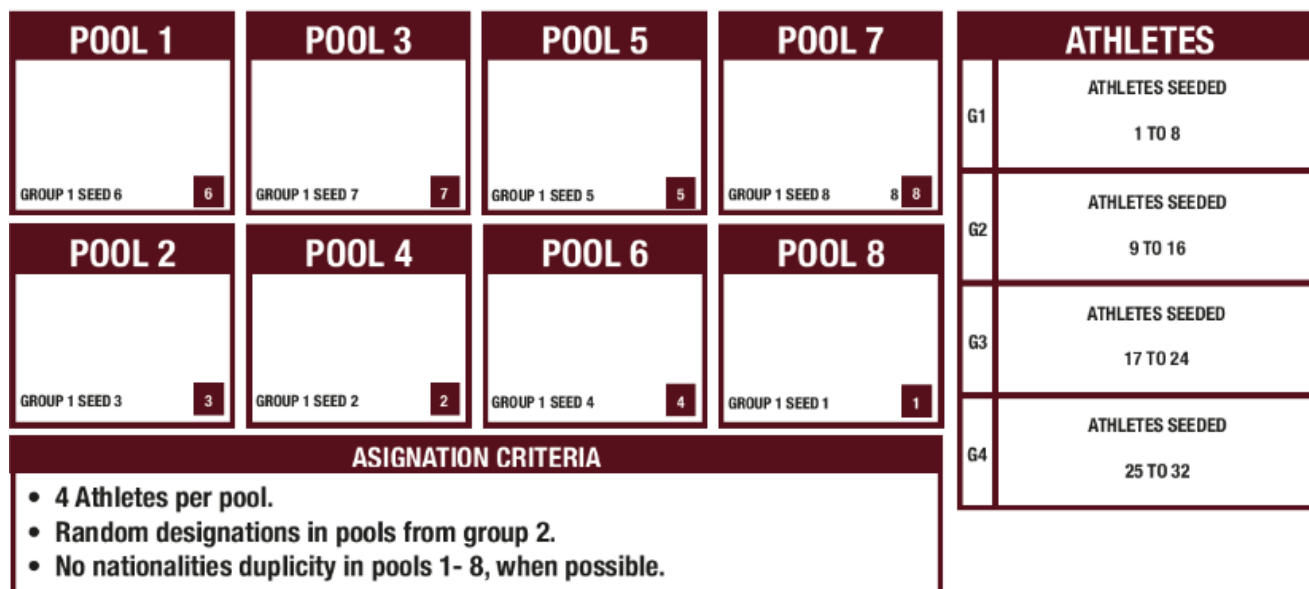 POOL 1
GROUP 1 SEED 6 6
POOL 3
GROUP 1 SEED 7 7
POOL 5
GROUP 1 SEED 5 5
POOL 7
GROUP 1 SEED 8 8 8
POOL 2
GROUP 1 SEED 3 3
POOL 4
GROUP 1 SEED 2 2
POOL 6
GROUP 1 SEED 4 4
POOL 8
GROUP 1 SEED 1 1
ATHLETES
G1
ATHLETES SEEDED
1 TO 8
G2
ATHLETES SEEDED
9 TO 16
G3
ATHLETES SEEDED
17 TO 24
G4
ATHLETES SEEDED
25 TO 32
ASIGNATION CRITERIA
• 4 Athletes per pool.
• Random designations in pools from group 2.
• No nationalities duplicity in pools 1- 8, when possible.